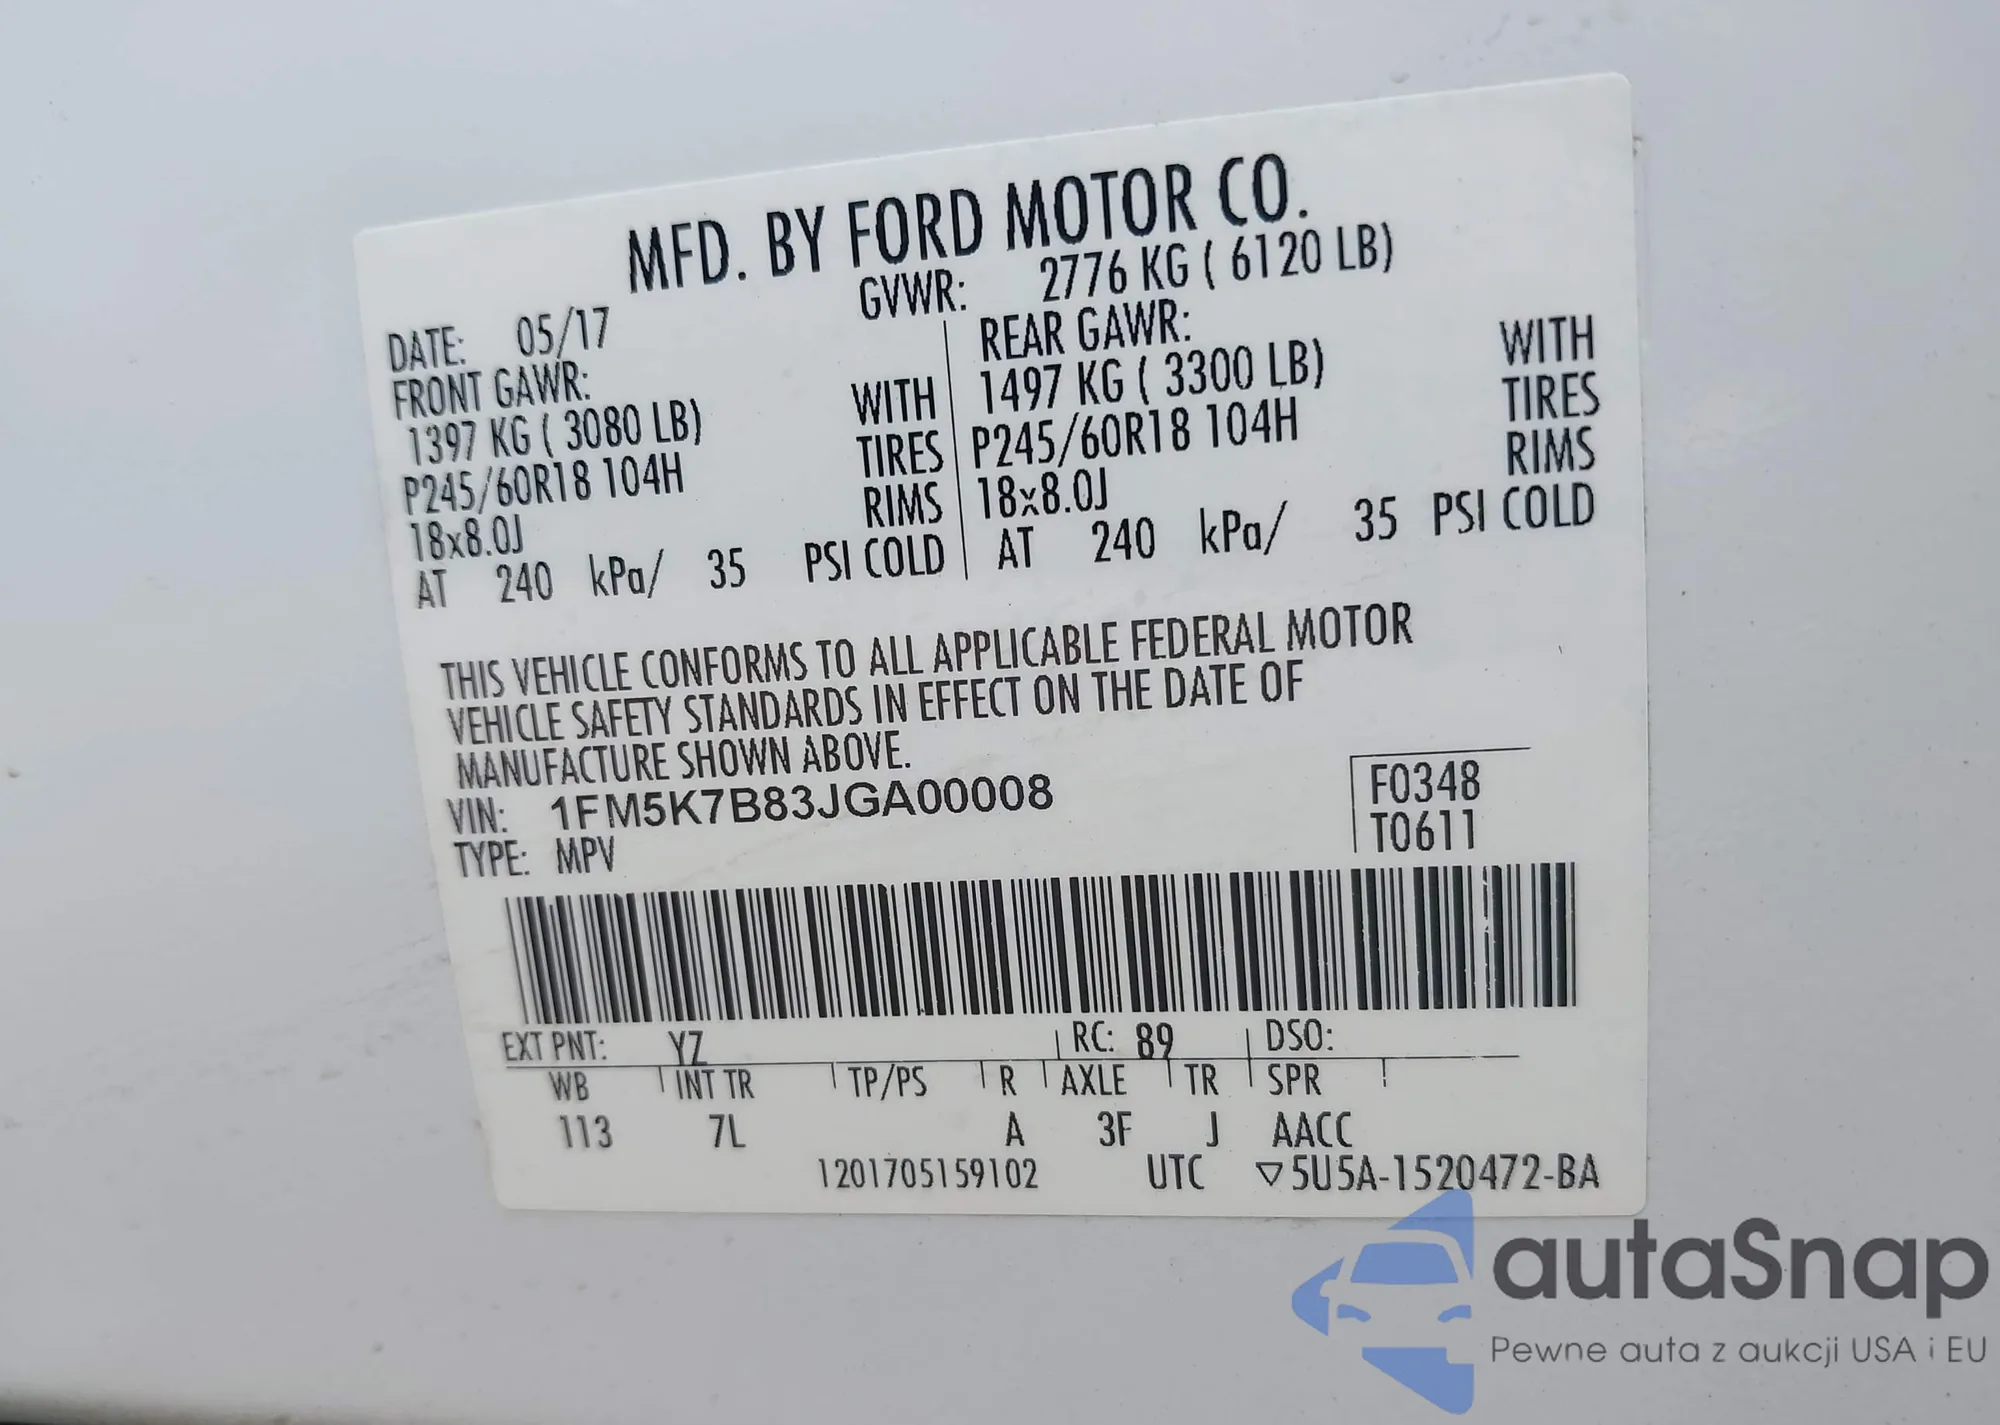 MFD. BY FORD MOTOR CO.
DATE: 05/17 GVWR: 2776 KG ( 6120 LB)
FRONT GAWR: REAR GAWR:
1397 KG ( 3080 LB) WITH 1497 KG ( 3300 LB) WITH
P245/60R18 104H TIRES P245/60R18 104H TIRES
18x8.0J RIMS 18x8.0J RIMS
AT 240 kPa/ 35 PSI COLD AT 240 kPa/ 35 PSI COLD
THIS VEHICLE CONFORMS TO ALL APPLICABLE FEDERAL MOTOR
VEHICLE SAFETY STANDARDS IN EFFECT ON THE DATE OF
MANUFACTURE SHOWN ABOVE.
VIN: 1FM5K7B83JGA00008 F0348
TYPE: MPV T0611
EXT PNT: YZ RC: 89 DSO:
WB INT TR TP/PS R AXLE TR SPR
113 7L A 3F J AACC
1201705159102 UTC ▽5U5A-1520472-BA
autaSnap
Pewne auta z aukcji USA i EU